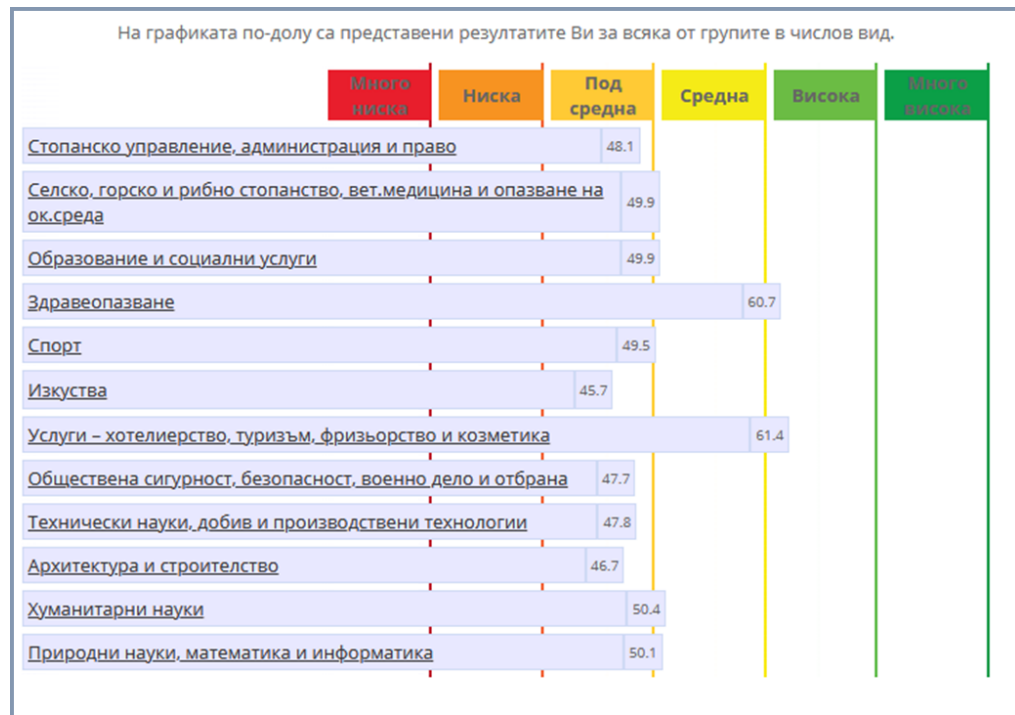 На графиката по-долу са представени резултатите Ви за всяка от групите в числов вид.
Много
ниска
Ниска
Под
средна
Средна
Висока
Много
висока
Стопанско управление, администрация и право 48.1
Селско, горско и рибно стопанство, вет.медицина и опазване на
ок.среда 49.9
Образование и социални услуги 49.9
Здравеопазване 60.7
Спорт 49.5
Изкуства 45.7
Услуги – хотелиерство, туризъм, фризьорство и козметика 61.4
Обществена сигурност, безопасност, военно дело и отбрана 47.7
Технически науки, добив и производствени технологии 47.8
Архитектура и строителство 46.7
Хуманитарни науки 50.4
Природни науки, математика и информатика 50.1